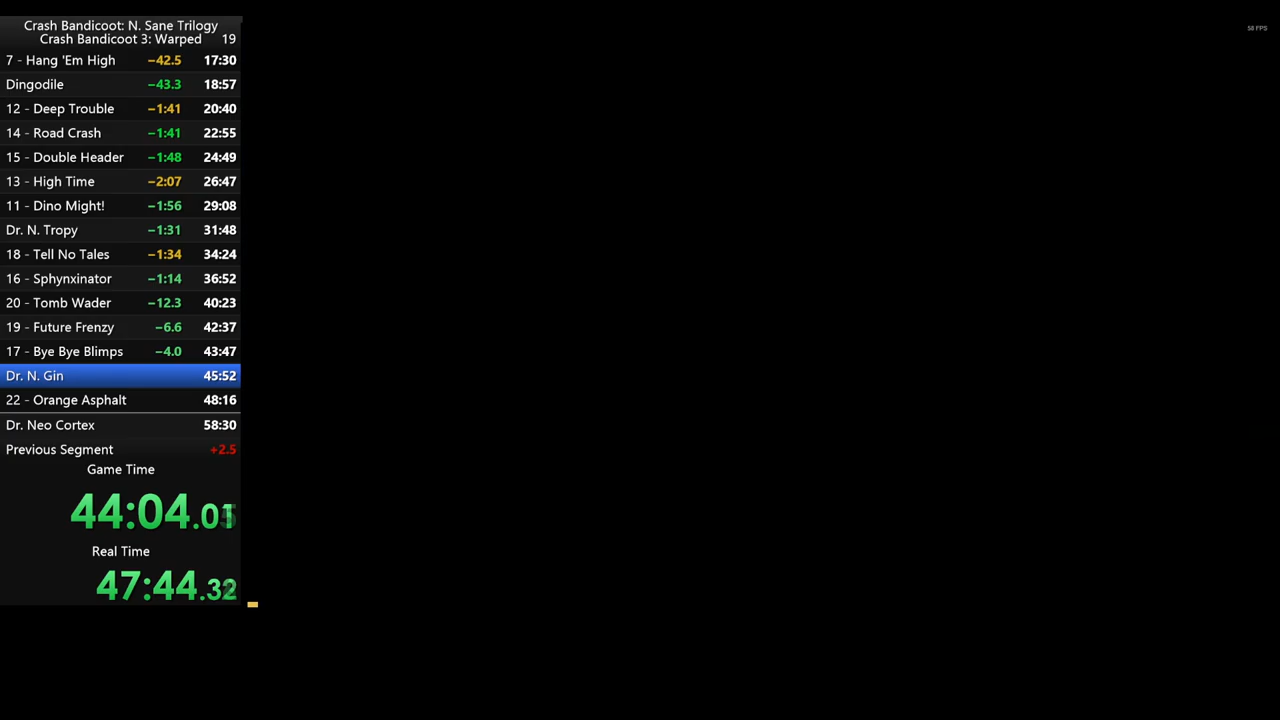 Crash Bandicoot: N. Sane Trilogy
Crash Bandicoot 3: Warped 19
7 - Hang 'Em High −42.5 17:30
Dingodile −43.3 18:57
12 - Deep Trouble −1:41 20:40
14 - Road Crash −1:41 22:55
15 - Double Header −1:48 24:49
13 - High Time −2:07 26:47
11 - Dino Might! −1:56 29:08
Dr. N. Tropy −1:31 31:48
18 - Tell No Tales −1:34 34:24
16 - Sphynxinator −1:14 36:52
20 - Tomb Wader −12.3 40:23
19 - Future Frenzy −6.6 42:37
17 - Bye Bye Blimps −4.0 43:47
Dr. N. Gin 45:52
22 - Orange Asphalt 48:16
Dr. Neo Cortex 58:30
Previous Segment +2.5
Game Time
44:04.01
Real Time
47:44.32
58 FPS